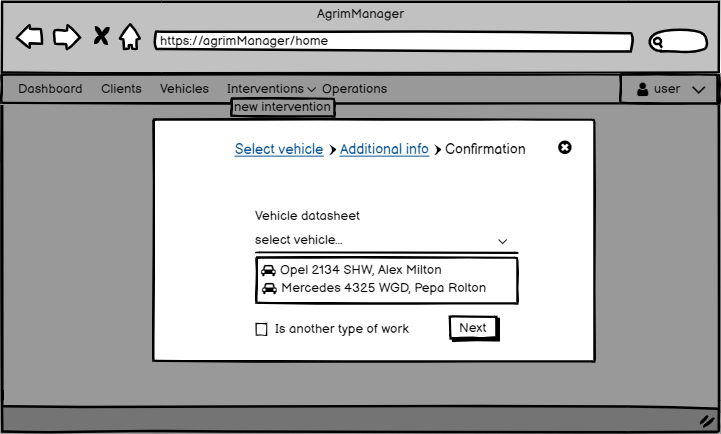 AgrimManager
https://agrimManager/home
Dashboard Clients Vehicles Interventions Operations user
new intervention
Select vehicle Additional info Confirmation
Vehicle datasheet
select vehicle...
Opel 2134 SHW, Alex Milton
Mercedes 4325 WGD, Pepa Rolton
Is another type of work Next